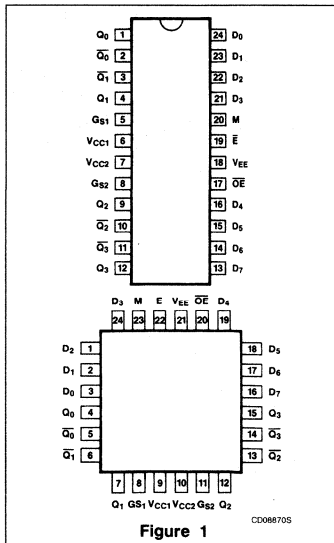 Q0 1 24 D0
Q̅0 2 23 D1
Q̅1 3 22 D2
Q1 4 21 D3
GS1 5 20 M
VCC1 6 19 E̅
VCC2 7 18 VEE
GS2 8 17 O̅E̅
Q2 9 16 D4
Q̅2 10 15 D5
Q̅3 11 14 D6
Q3 12 13 D7
D3 M E VEE O̅E̅ D4
24 23 22 21 20 19
D2 1 18 D5
D1 2 17 D6
D0 3 16 D7
Q0 4 15 Q3
Q̅0 5 14 Q̅3
Q̅1 6 13 Q̅2
7 8 9 10 11 12
Q1 GS1 VCC1 VCC2 GS2 Q2
CD08870S
Figure 1